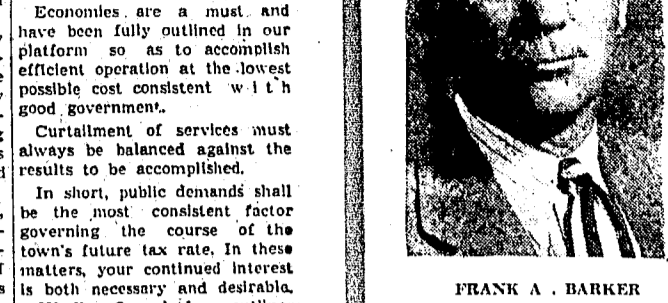 Economies are a must and
have been fully outlined in our
platform so as to accomplish
efficient operation at the lowest
possible cost consistent with
good government.
Curtailment of services must
always be balanced against the
results to be accomplished.
In short, public demands shall
be the most consistent factor
governing the course of the
town's future tax rate. In these
matters, your continued interest
is both necessary and desirable.
FRANK A. BARKER